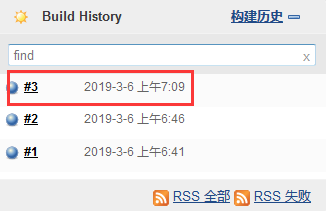 Build History 构建历史
find x
#3 2019-3-6 上午7:09
#2 2019-3-6 上午6:46
#1 2019-3-6 上午6:41
RSS 全部 RSS 失败